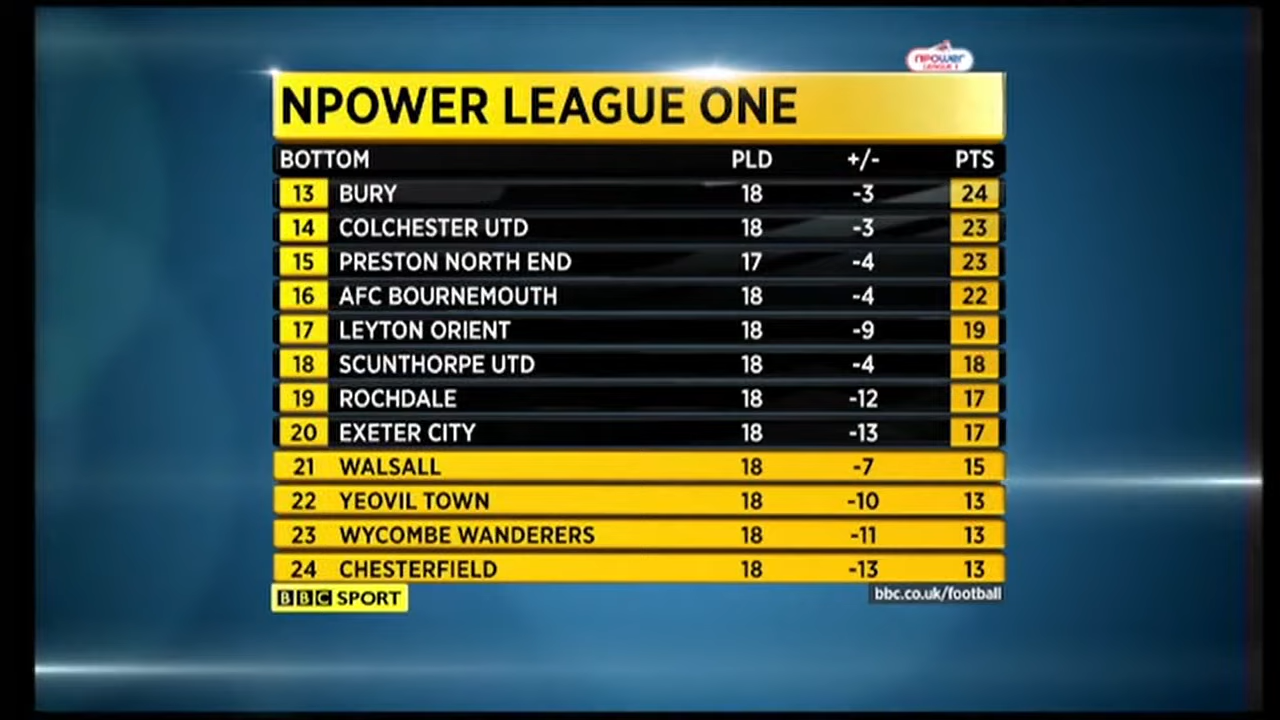 npower
LEAGUE 1
NPOWER LEAGUE ONE
BOTTOM PLD +/- PTS
13 BURY 18 -3 24
14 COLCHESTER UTD 18 -3 23
15 PRESTON NORTH END 17 -4 23
16 AFC BOURNEMOUTH 18 -4 22
17 LEYTON ORIENT 18 -9 19
18 SCUNTHORPE UTD 18 -4 18
19 ROCHDALE 18 -12 17
20 EXETER CITY 18 -13 17
21 WALSALL 18 -7 15
22 YEOVIL TOWN 18 -10 13
23 WYCOMBE WANDERERS 18 -11 13
24 CHESTERFIELD 18 -13 13
BBC SPORT bbc.co.uk/football